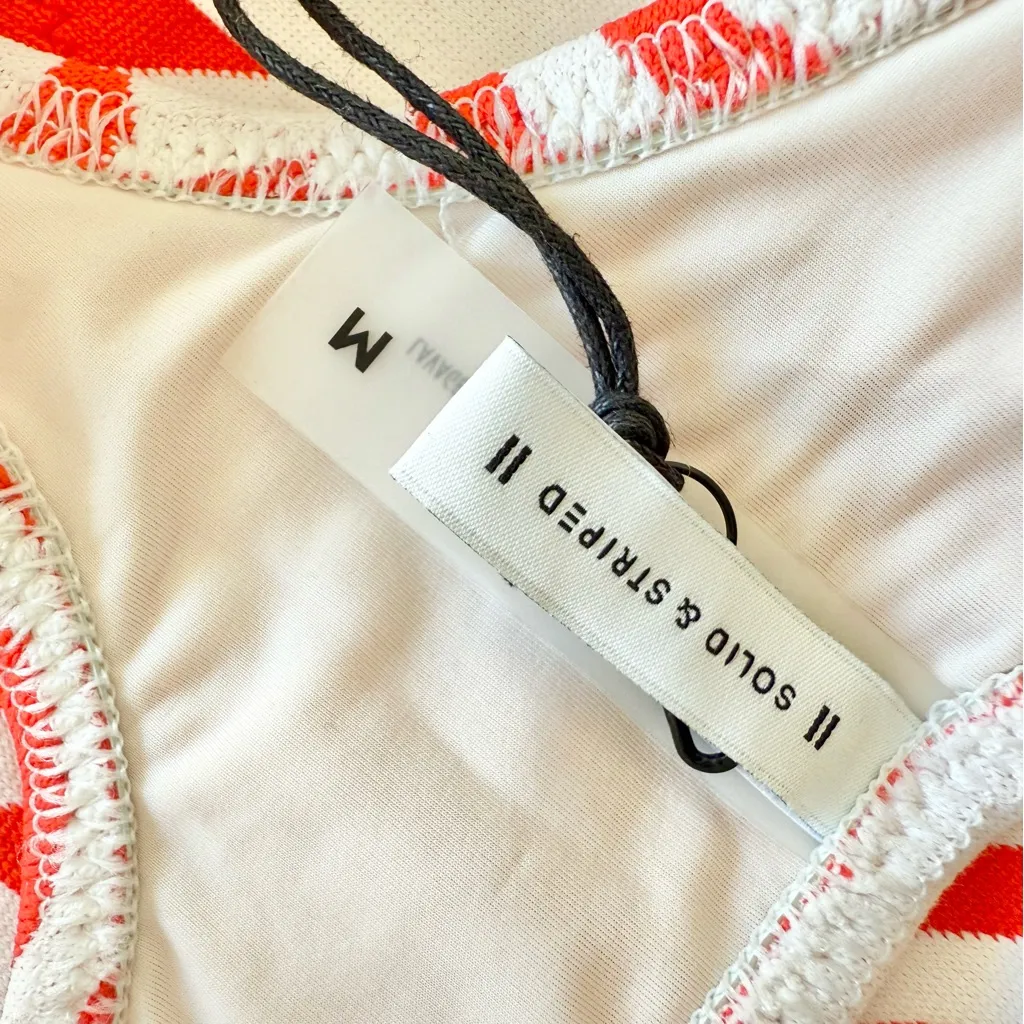 M
|| SOLID & STRIPED ||